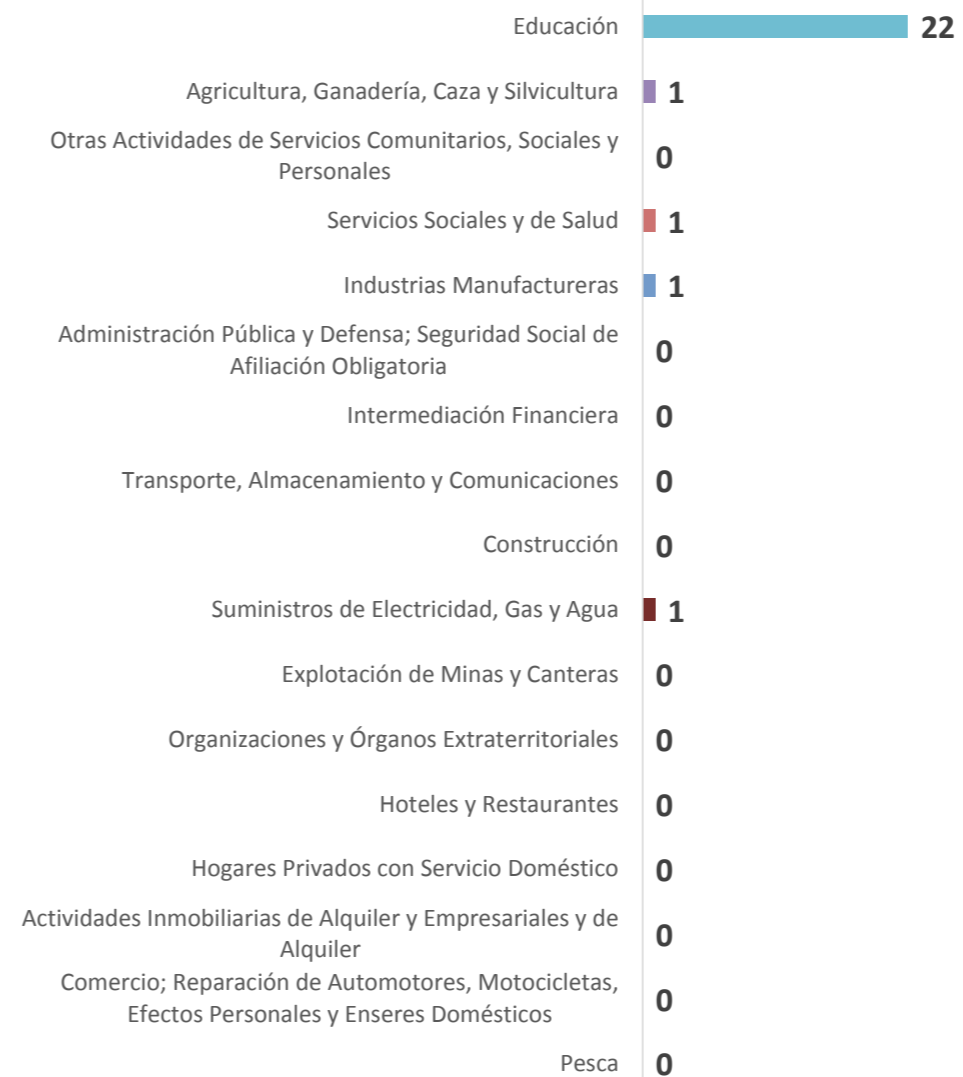 Educación 22
Agricultura, Ganadería, Caza y Silvicultura 1
Otras Actividades de Servicios Comunitarios, Sociales y
Personales 0
Servicios Sociales y de Salud 1
Industrias Manufactureras 1
Administración Pública y Defensa; Seguridad Social de
Afiliación Obligatoria 0
Intermediación Financiera 0
Transporte, Almacenamiento y Comunicaciones 0
Construcción 0
Suministros de Electricidad, Gas y Agua 1
Explotación de Minas y Canteras 0
Organizaciones y Órganos Extraterritoriales 0
Hoteles y Restaurantes 0
Hogares Privados con Servicio Doméstico 0
Actividades Inmobiliarias de Alquiler y Empresariales y de
Alquiler 0
Comercio; Reparación de Automotores, Motocicletas,
Efectos Personales y Enseres Domésticos 0
Pesca 0